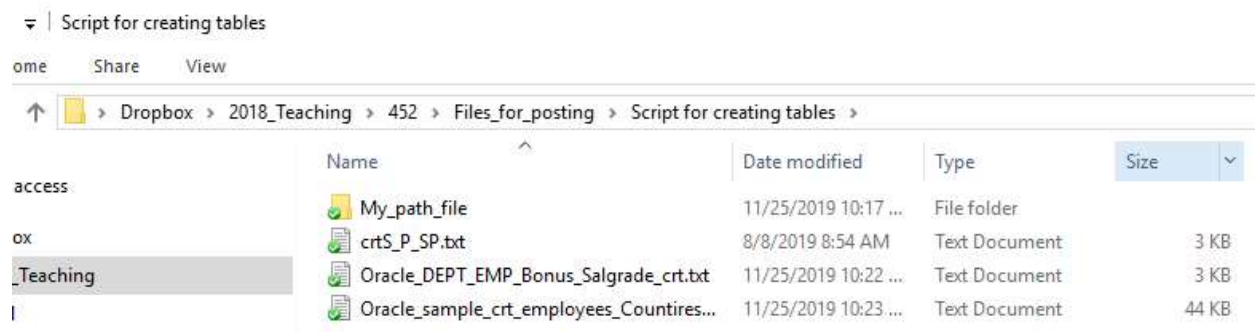 Script for creating tables
ome Share View
Dropbox > 2018_Teaching > 452 > Files_for_posting > Script for creating tables >
Name Date modified Type Size
access
My_path_file 11/25/2019 10:17 ... File folder
ox crtS_P_SP.txt 8/8/2019 8:54 AM Text Document 3 KB
_Teaching Oracle_DEPT_EMP_Bonus_Salgrade_crt.txt 11/25/2019 10:22 ... Text Document 3 KB
Oracle_sample_crt_employees_Countires... 11/25/2019 10:23 ... Text Document 44 KB